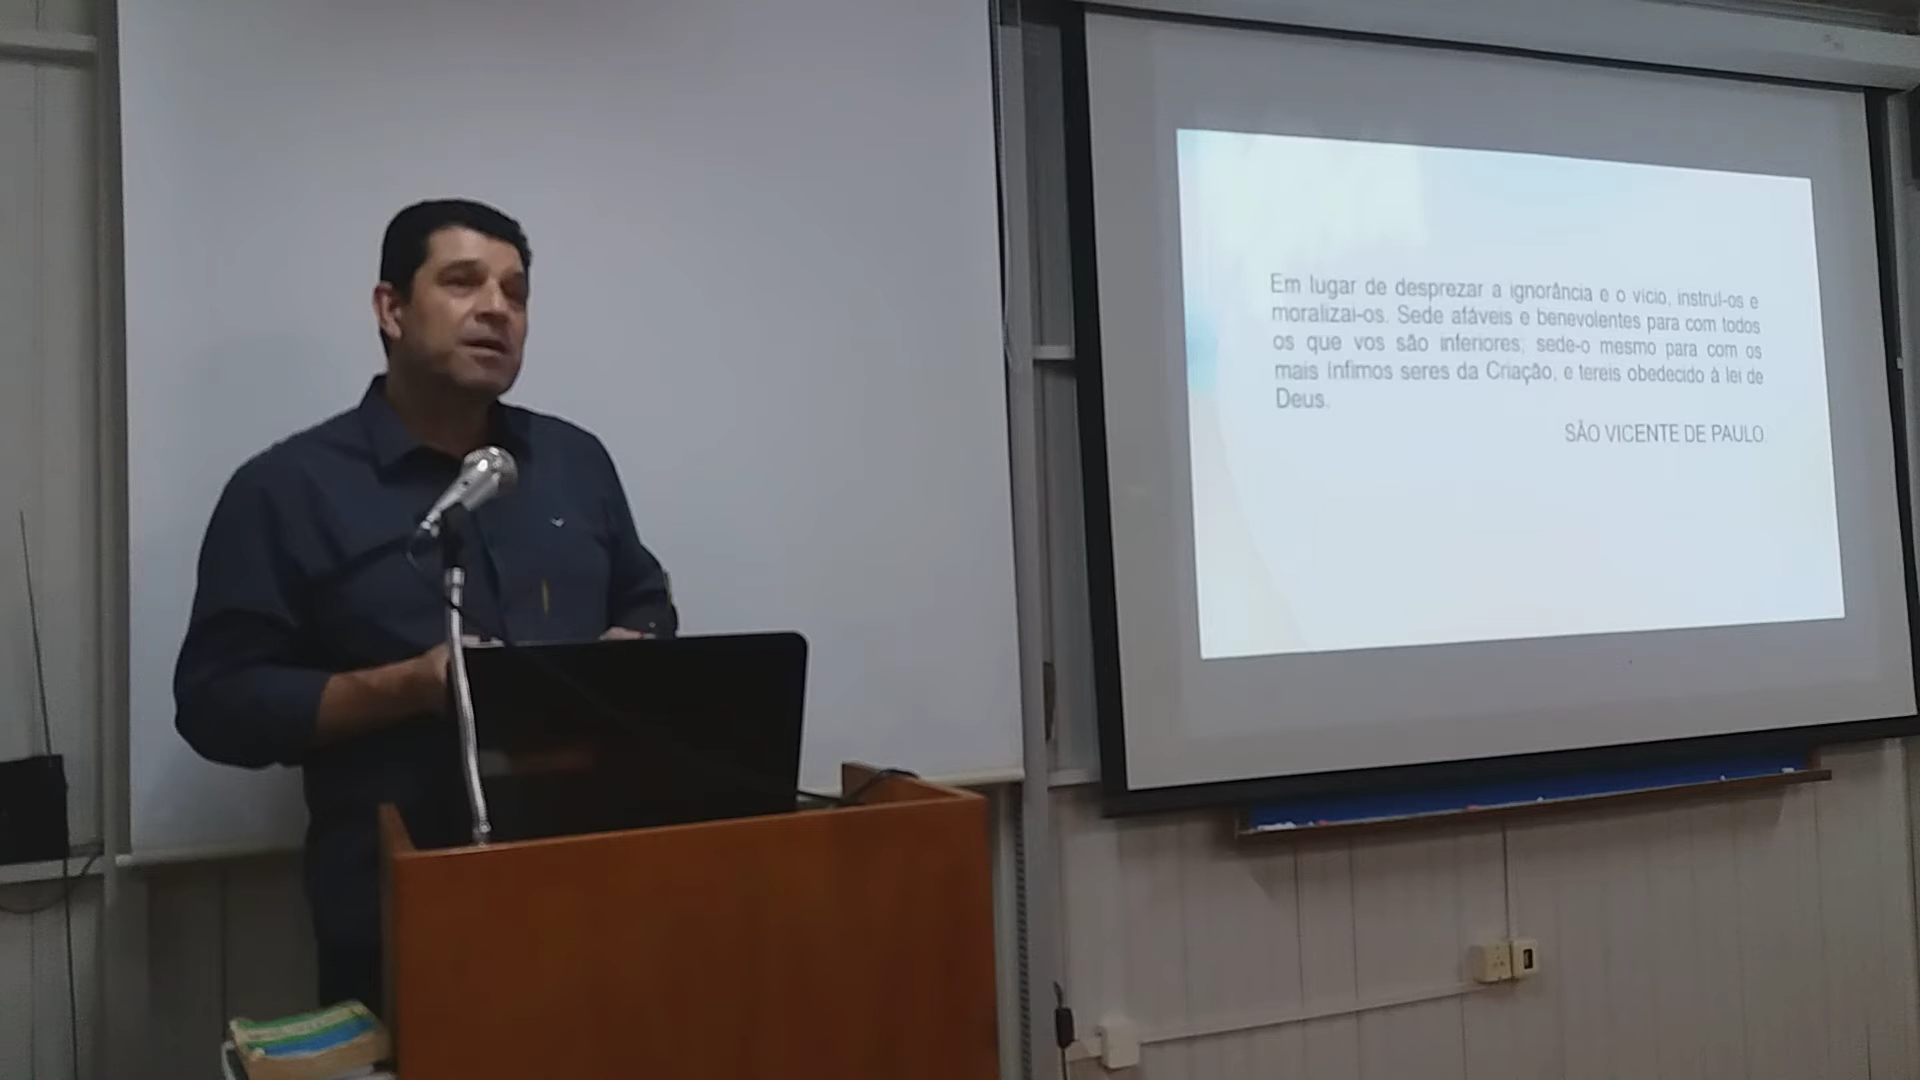 Em lugar de desprezar a ignorância e o vício, instruí-os e
moralizai-os. Sede afáveis e benevolentes para com todos
os que vos são inferiores; sede-o mesmo para com os
mais ínfimos seres da Criação, e tereis obedecido à lei de
Deus.
SÃO VICENTE DE PAULO.